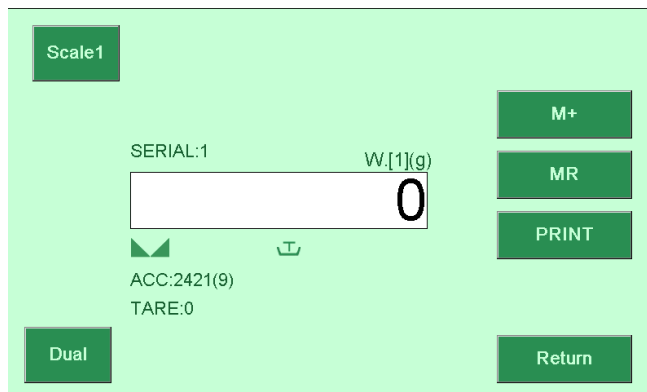 Scale1
M+
SERIAL:1
W.[1](g)
MR
0
PRINT
T
ACC:2421(9)
TARE:0
Dual
Return